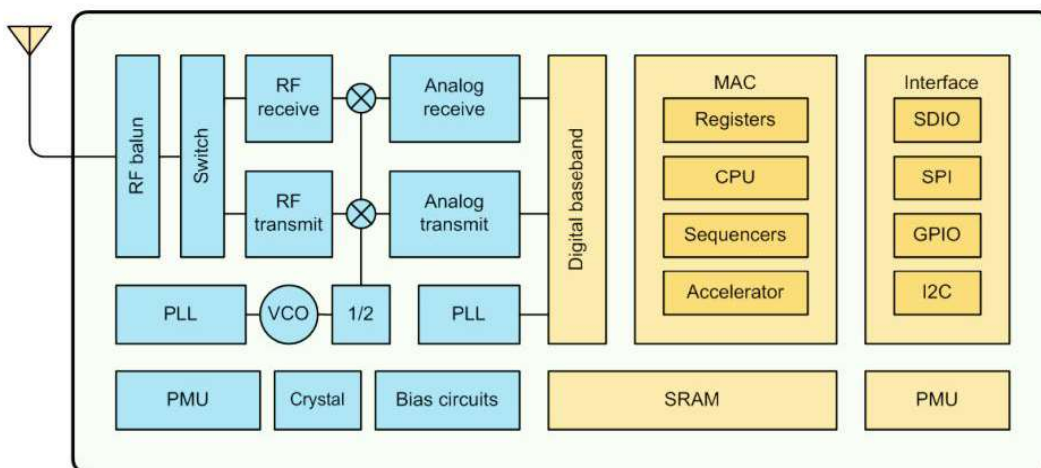 RF balun
Switch
RF
receive
Analog
receive
RF
transmit
Analog
transmit
PLL
VCO
1/2
PLL
Digital baseband
MAC
Registers
CPU
Sequencers
Accelerator
Interface
SDIO
SPI
GPIO
I2C
PMU
Crystal
Bias circuits
SRAM
PMU